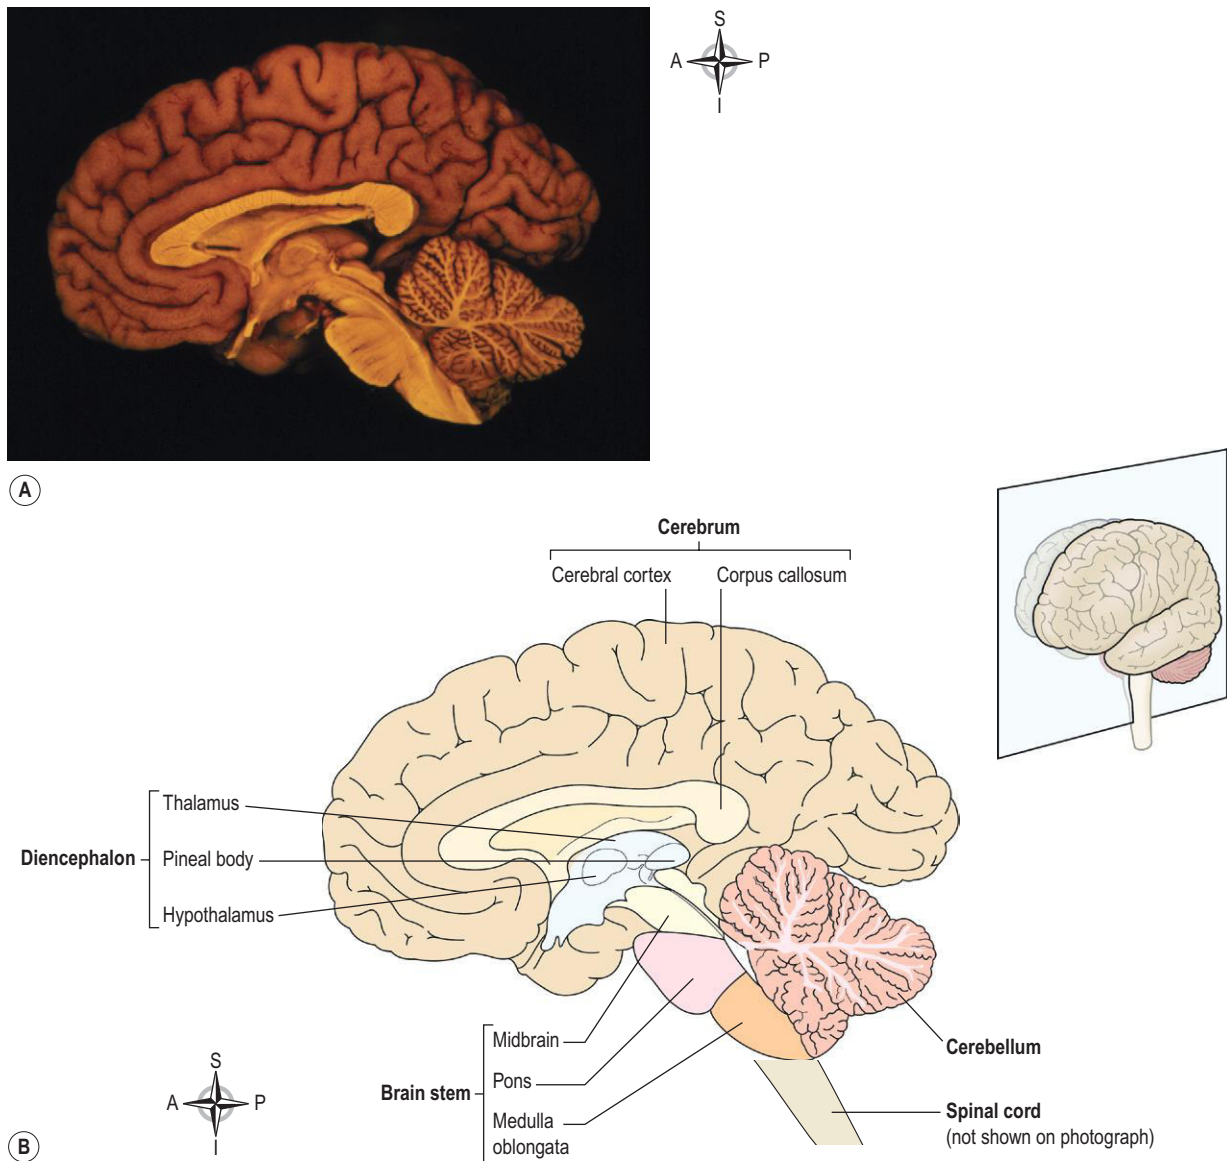 S
A P
I
A
Cerebrum
Cerebral cortex Corpus callosum
Thalamus
Diencephalon Pineal body
Hypothalamus
Midbrain
Brain stem Pons
Medulla
oblongata
Cerebellum
Spinal cord
(not shown on photograph)
S
A P
I
B